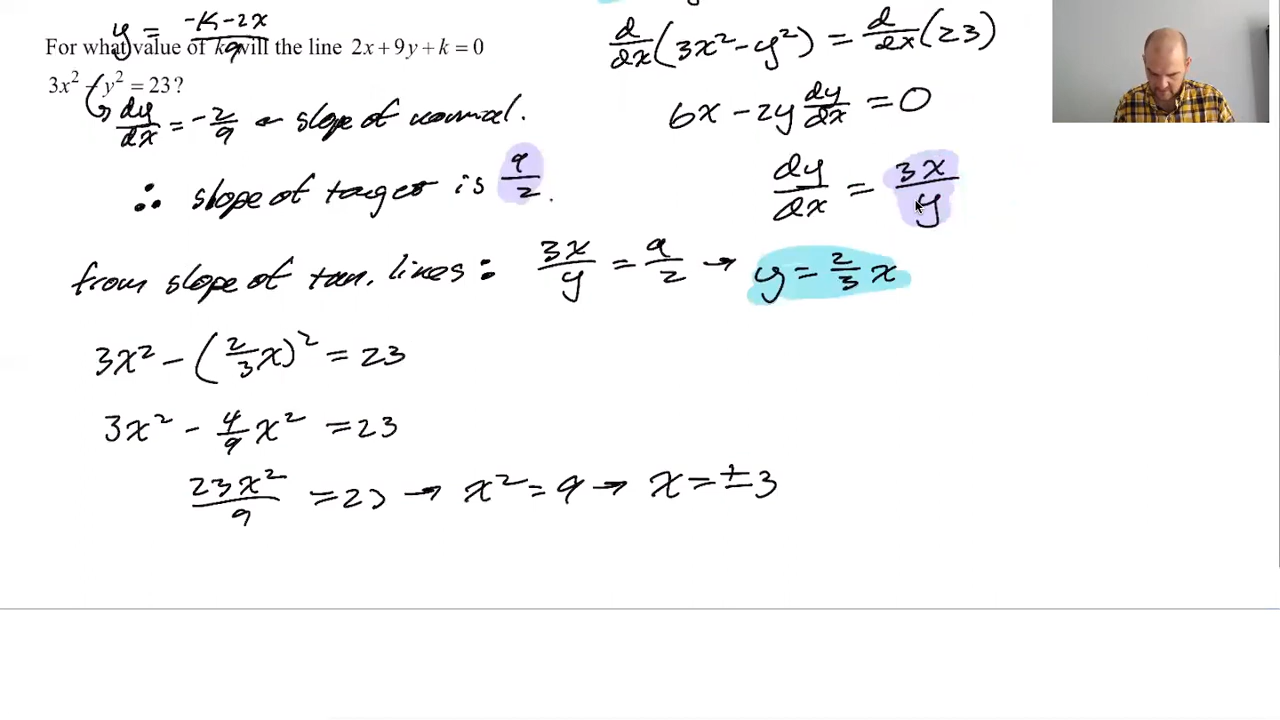 y = -K-2x/9
d/dx(3x²-y²) = d/dx(23)
For what value of k will the line 2x+9y+k=0
3x²-y²=23?
6x-2y dy/dx = 0
dy/dx = -2/9 ← slope of normal.
dy/dx = 3x/y
∴ slope of tanget is 9/2.
from slope of tan. lines: 3x/y = 9/2 → y = 2/3 x
3x² - (2/3 x)² = 23
3x² - 4/9 x² = 23
23x²/9 = 23 → x² = 9 → x = ±3